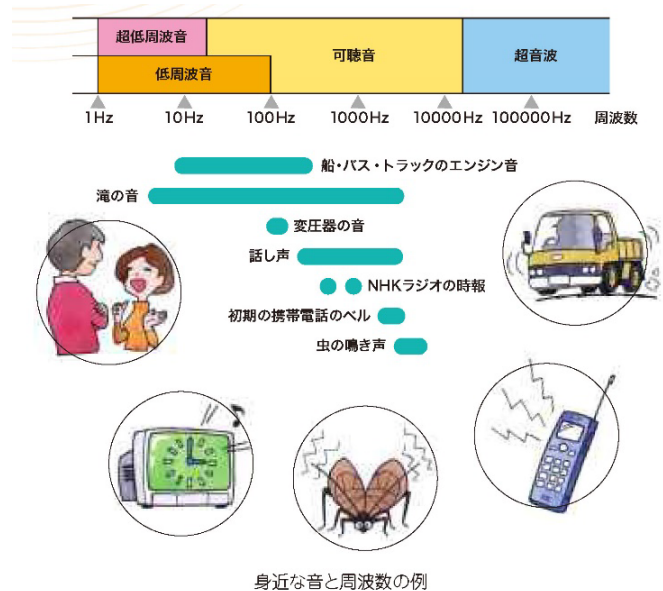 超低周波音
可聴音
超音波
低周波音
1Hz 10Hz 100Hz 1000Hz 10000Hz 100000Hz 周波数
船・バス・トラックのエンジン音
滝の音
変圧器の音
話し声
NHKラジオの時報
初期の携帯電話のベル
虫の鳴き声
身近な音と周波数の例